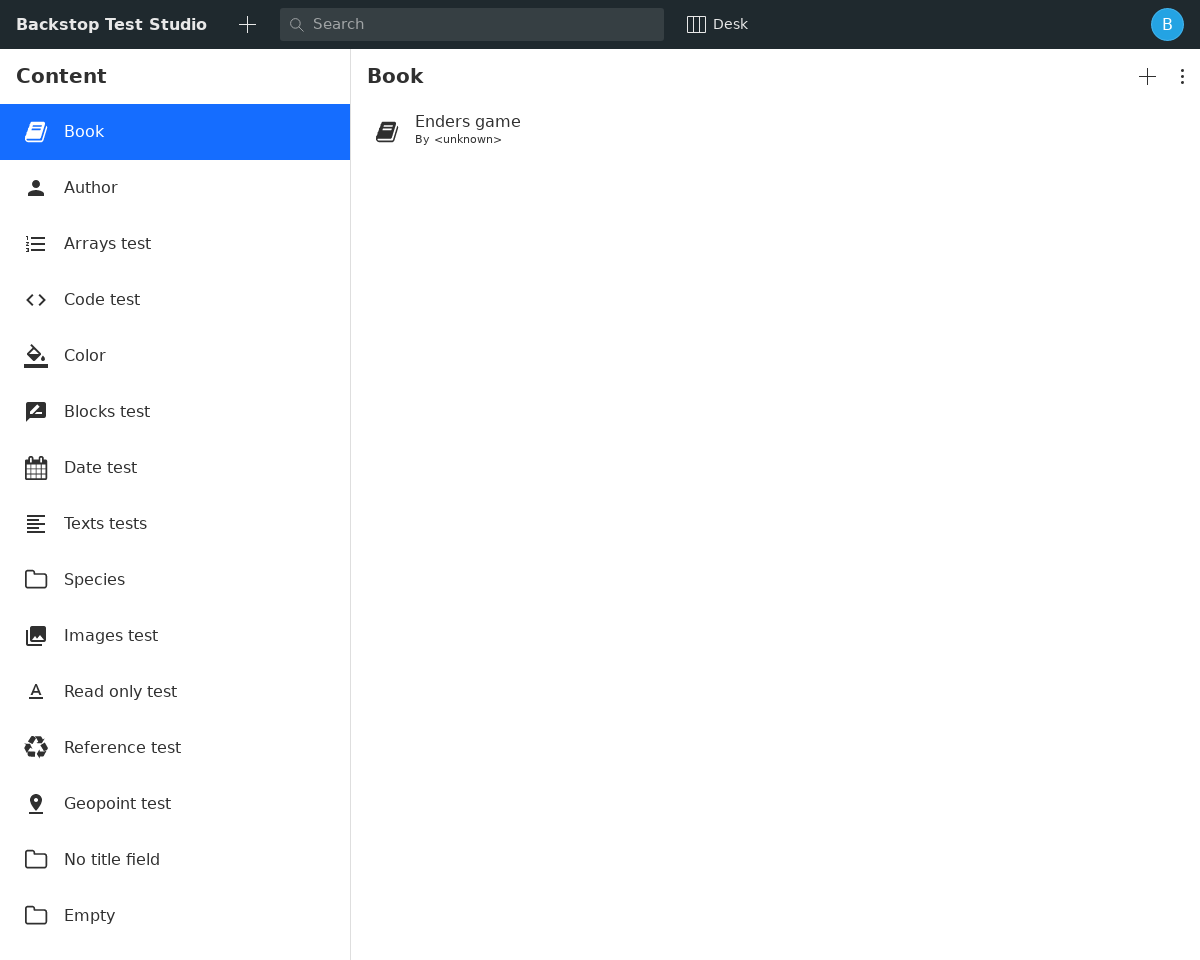 Backstop Test Studio
Search
Desk
B
Content
Book
Author
Arrays test
Code test
Color
Blocks test
Date test
Texts tests
Species
Images test
Read only test
Reference test
Geopoint test
No title field
Empty
Book
Enders game
By <unknown>